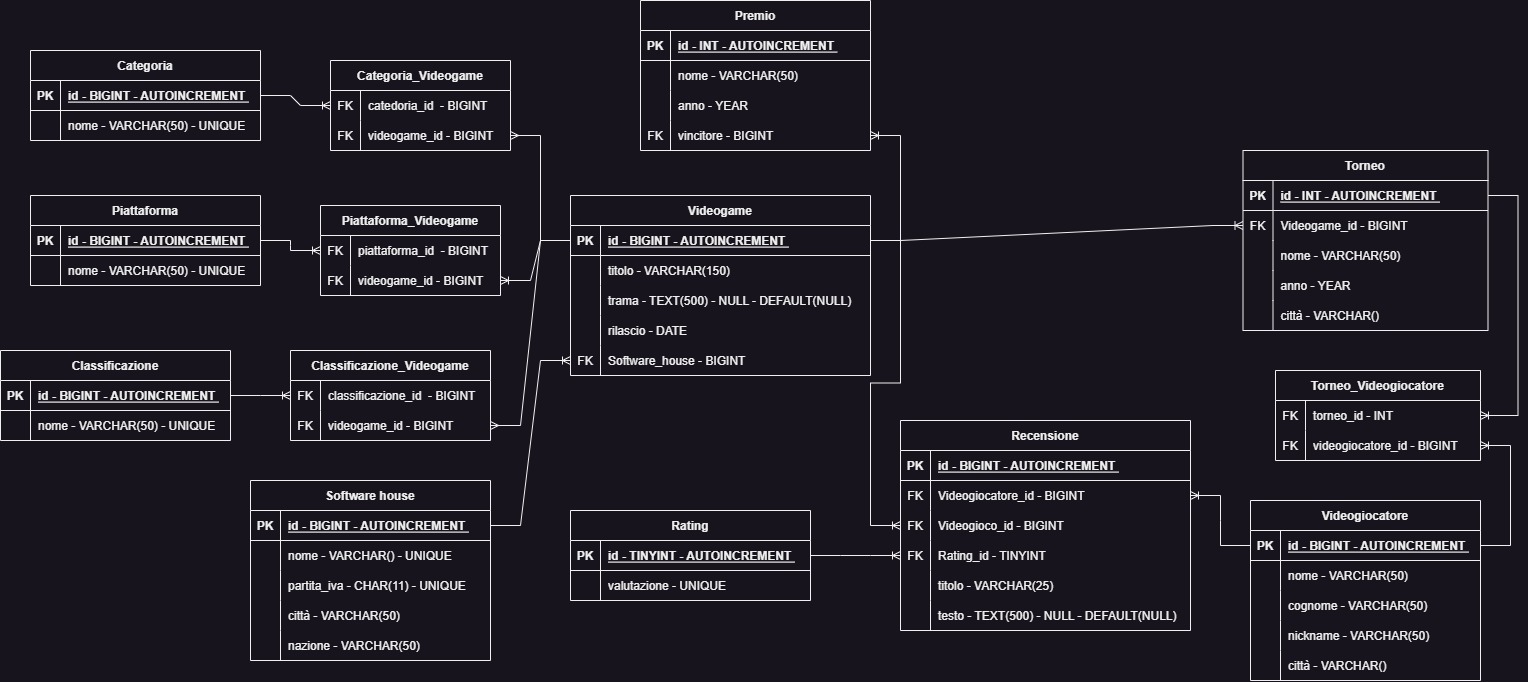 Premio
PK id - INT - AUTOINCREMENT
nome - VARCHAR(50)
anno - YEAR
FK vincitore - BIGINT
Categoria
PK id - BIGINT - AUTOINCREMENT
nome - VARCHAR(50) - UNIQUE
Categoria_Videogame
FK catedoria_id - BIGINT
FK videogame_id - BIGINT
Torneo
PK id - INT - AUTOINCREMENT
FK Videogame_id - BIGINT
nome - VARCHAR(50)
anno - YEAR
città - VARCHAR()
Piattaforma
PK id - BIGINT - AUTOINCREMENT
nome - VARCHAR(50) - UNIQUE
Piattaforma_Videogame
FK piattaforma_id - BIGINT
FK videogame_id - BIGINT
Videogame
PK id - BIGINT - AUTOINCREMENT
titolo - VARCHAR(150)
trama - TEXT(500) - NULL - DEFAULT(NULL)
rilascio - DATE
FK Software_house - BIGINT
Classificazione
PK id - BIGINT - AUTOINCREMENT
nome - VARCHAR(50) - UNIQUE
Classificazione_Videogame
FK classificazione_id - BIGINT
FK videogame_id - BIGINT
Torneo_Videogiocatore
FK torneo_id - INT
FK videogiocatore_id - BIGINT
Software house
PK id - BIGINT - AUTOINCREMENT
nome - VARCHAR() - UNIQUE
partita_iva - CHAR(11) - UNIQUE
città - VARCHAR(50)
nazione - VARCHAR(50)
Rating
PK id - TINYINT - AUTOINCREMENT
valutazione - UNIQUE
Recensione
PK id - BIGINT - AUTOINCREMENT
FK Videogiocatore_id - BIGINT
FK Videogioco_id - BIGINT
FK Rating_id - TINYINT
titolo - VARCHAR(25)
testo - TEXT(500) - NULL - DEFAULT(NULL)
Videogiocatore
PK id - BIGINT - AUTOINCREMENT
nome - VARCHAR(50)
cognome - VARCHAR(50)
nickname - VARCHAR(50)
città - VARCHAR()